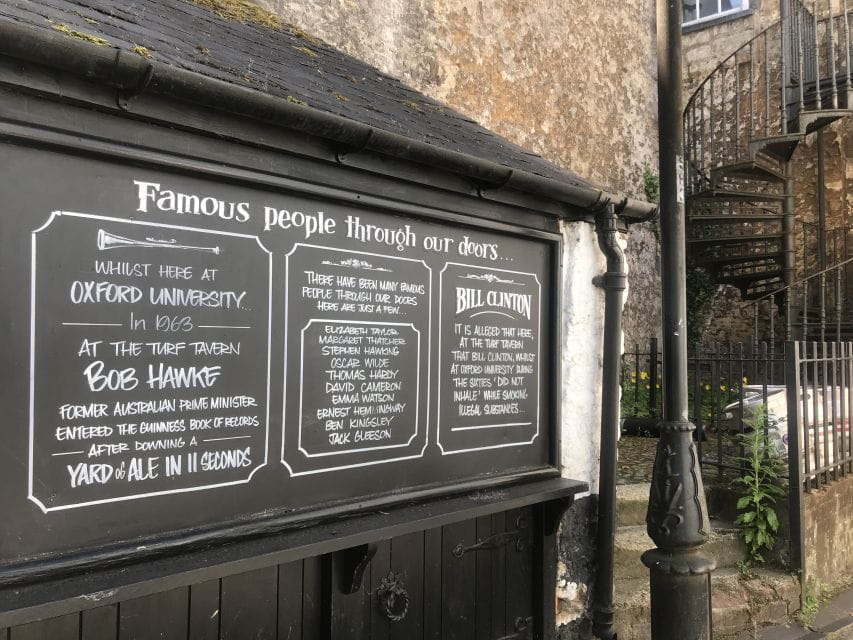 Famous people through our doors...
WHILST HERE AT
OXFORD UNIVERSITY...
In 1963
AT THE TURF TAVERN
BOB HAWKE
FORMER AUSTRALIAN PRIME MINISTER
ENTERED THE GUINNESS BOOK OF RECORDS
AFTER DOWNING A
YARD of ALE IN 11 SECONDS
THERE HAVE BEEN MANY FAMOUS
PEOPLE THROUGH OUR DOORS
HERE ARE JUST A FEW...
ELIZABETH TAYLOR
MARGARET THATCHER
STEPHEN HAWKING
OSCAR WILDE
THOMAS HARDY
DAVID CAMERON
EMMA WATSON
ERNEST HEMINGWAY
BEN KINGSLEY
JACK GLEESON
BILL CLINTON
IT IS ALLEGED THAT HERE,
AT THE TURF TAVERN
THAT BILL CLINTON, WHILST
AT OXFORD UNIVERSITY DURING
THE SIXTIES 'DID NOT
INHALE' WHILE SMOKING
ILLEGAL SUBSTANCES...